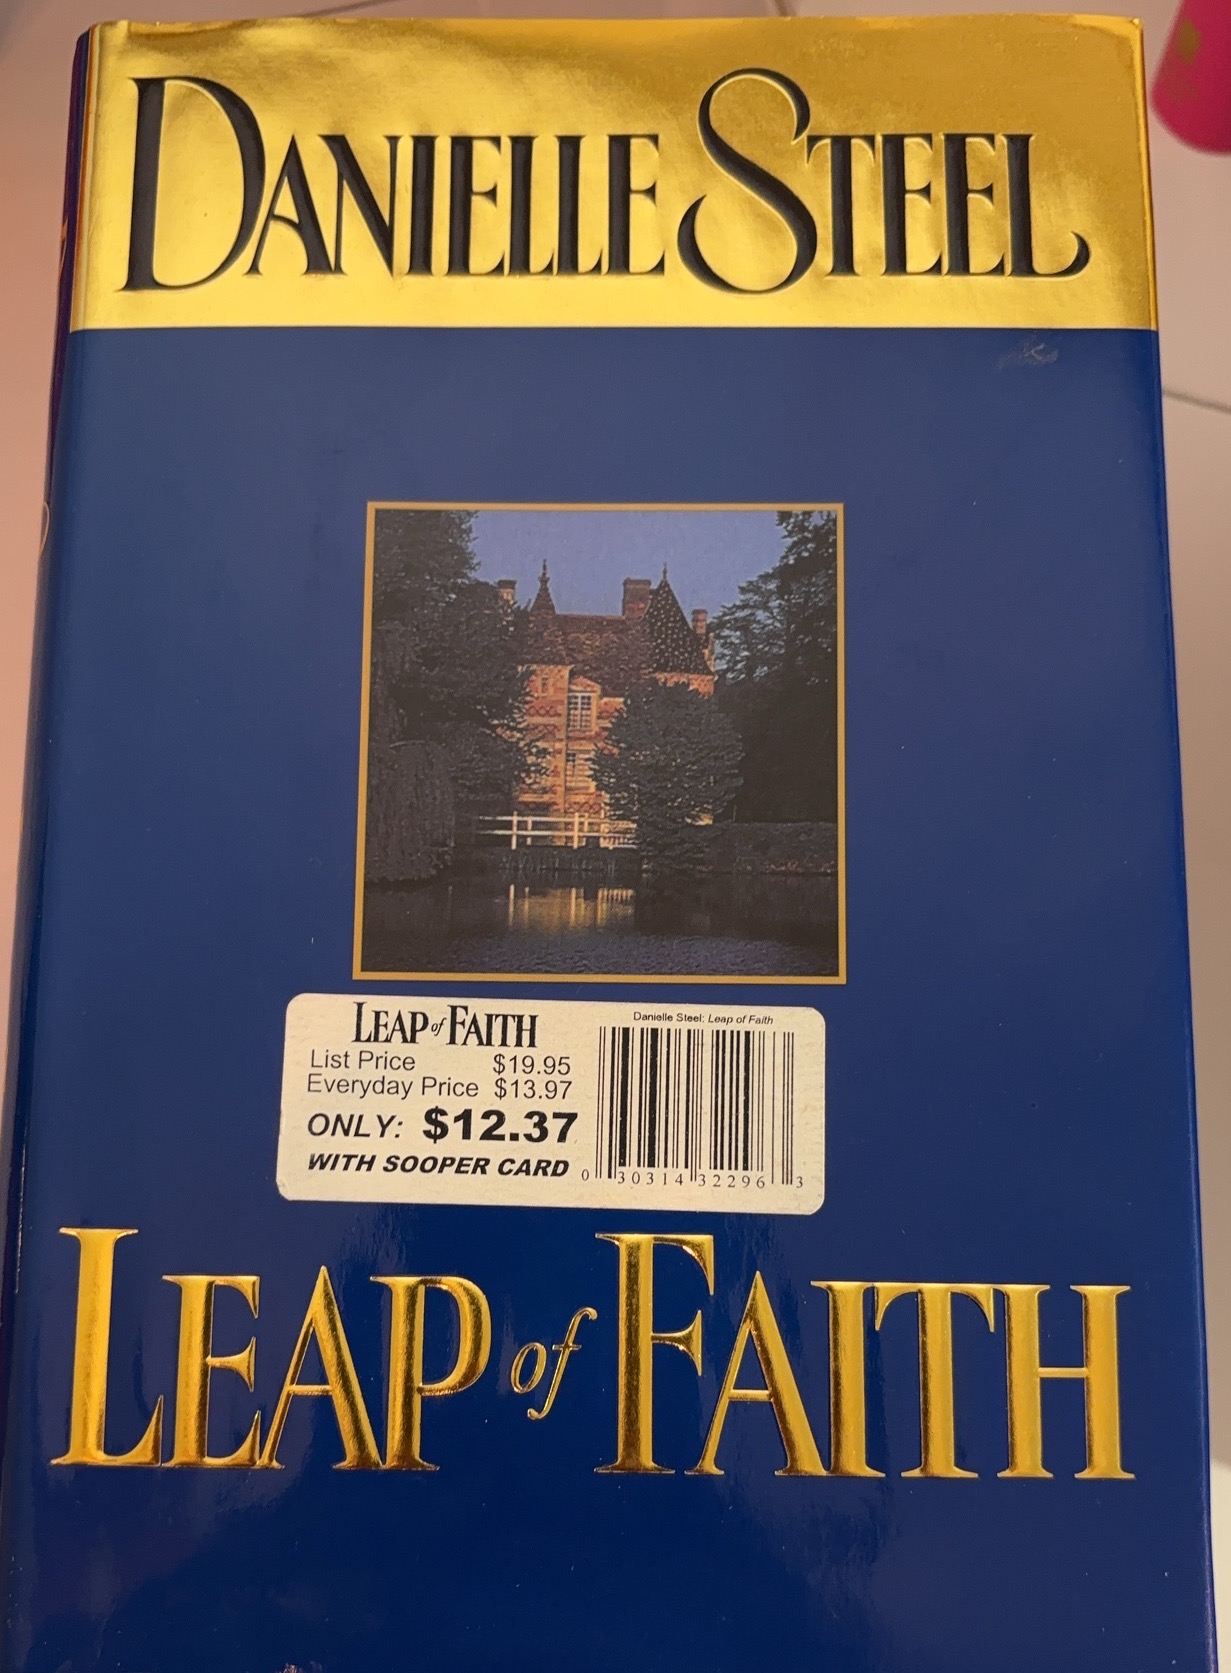 DANIELLE STEEL
LEAP of FAITH
List Price $19.95
Everyday Price $13.97
ONLY: $12.37
WITH SOOPER CARD
Danielle Steel: Leap of Faith
0 30314 32296 3
LEAP of FAITH